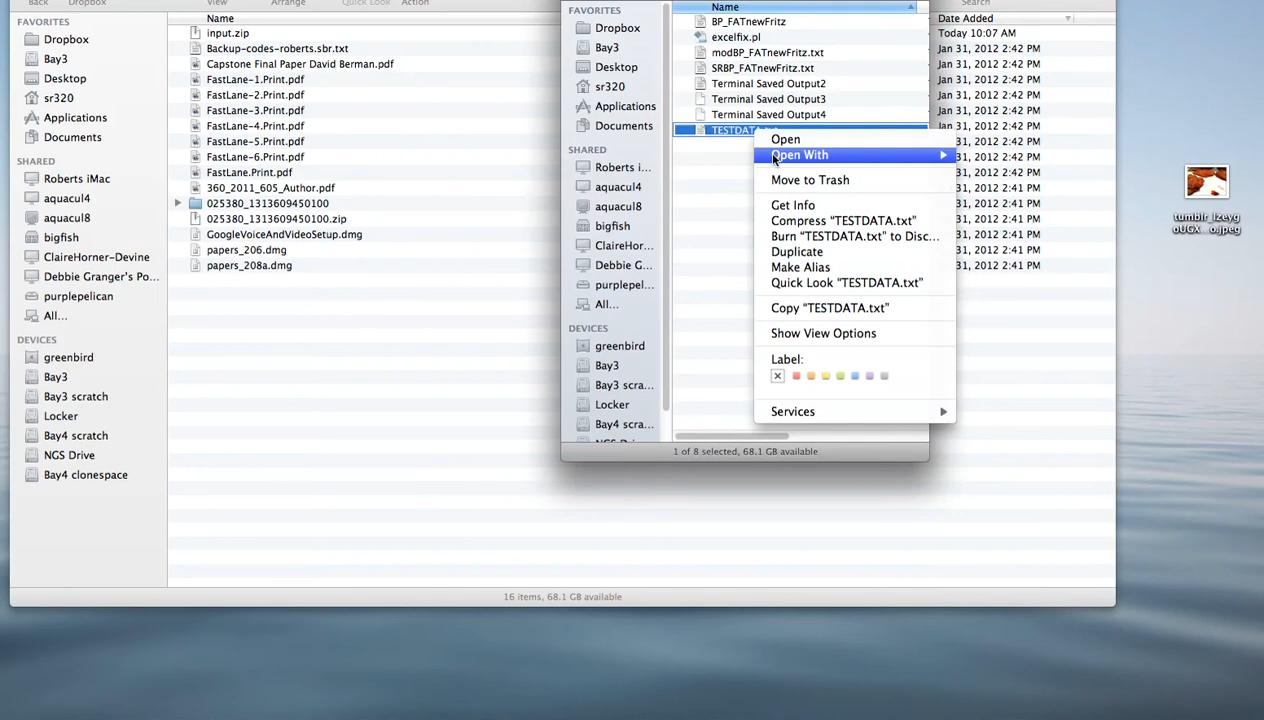 Back Dropbox View Arrange Quick Look Action Search
Name
Date Added
FAVORITES
Dropbox
Bay3
Desktop
sr320
Applications
Documents
SHARED
Roberts iMac
aquacul4
aquacul8
bigfish
ClaireHorner-Devine
Debbie Granger's Po...
purplepelican
All...
DEVICES
greenbird
Bay3
Bay3 scratch
Locker
Bay4 scratch
NGS Drive
Bay4 clonespace
input.zip
Backup-codes-roberts.sbr.txt
Capstone Final Paper David Berman.pdf
FastLane-1.Print.pdf
FastLane-2.Print.pdf
FastLane-3.Print.pdf
FastLane-4.Print.pdf
FastLane-5.Print.pdf
FastLane-6.Print.pdf
FastLane.Print.pdf
360_2011_605_Author.pdf
025380_1313609450100
025380_1313609450100.zip
GoogleVoiceAndVideoSetup.dmg
papers_206.dmg
papers_208a.dmg
16 items, 68.1 GB available
FAVORITES
Dropbox
Bay3
Desktop
sr320
Applications
Documents
SHARED
Roberts i...
aquacul4
aquacul8
bigfish
ClaireHor...
Debbie G...
purplepel...
All...
DEVICES
greenbird
Bay3
Bay3 scra...
Locker
Bay4 scra...
NGS Drive
Name
BP_FATnewFritz
excelfix.pl
modBP_FATnewFritz.txt
SRBP_FATnewFritz.txt
Terminal Saved Output2
Terminal Saved Output3
Terminal Saved Output4
TESTDATA.txt
1 of 8 selected, 68.1 GB available
Open
Open With
Move to Trash
Get Info
Compress “TESTDATA.txt”
Burn “TESTDATA.txt” to Disc...
Duplicate
Make Alias
Quick Look “TESTDATA.txt”
Copy “TESTDATA.txt”
Show View Options
Label:
Services
Today 10:07 AM
Jan 31, 2012 2:42 PM
Jan 31, 2012 2:42 PM
Jan 31, 2012 2:42 PM
Jan 31, 2012 2:42 PM
Jan 31, 2012 2:42 PM
Jan 31, 2012 2:42 PM
31, 2012 2:42 PM
31, 2012 2:42 PM
31, 2012 2:42 PM
31, 2012 2:42 PM
31, 2012 2:42 PM
31, 2012 2:42 PM
31, 2012 2:41 PM
31, 2012 2:41 PM
31, 2012 2:41 PM
tumblr_lzeyg
oUGX...o.jpeg